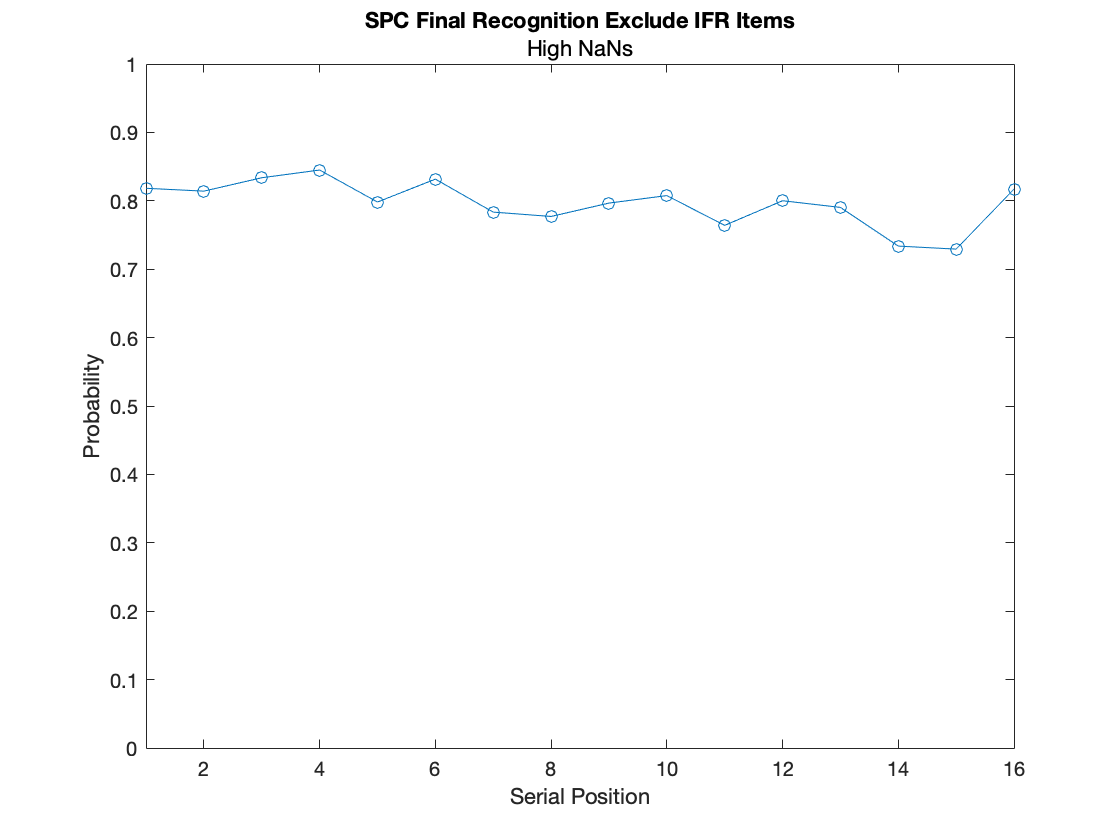 SPC Final Recognition Exclude IFR Items
High NaNs
1
0.9
0.8
0.7
0.6
0.5
0.4
0.3
0.2
0.1
0
Probability
2 4 6 8 10 12 14 16
Serial Position